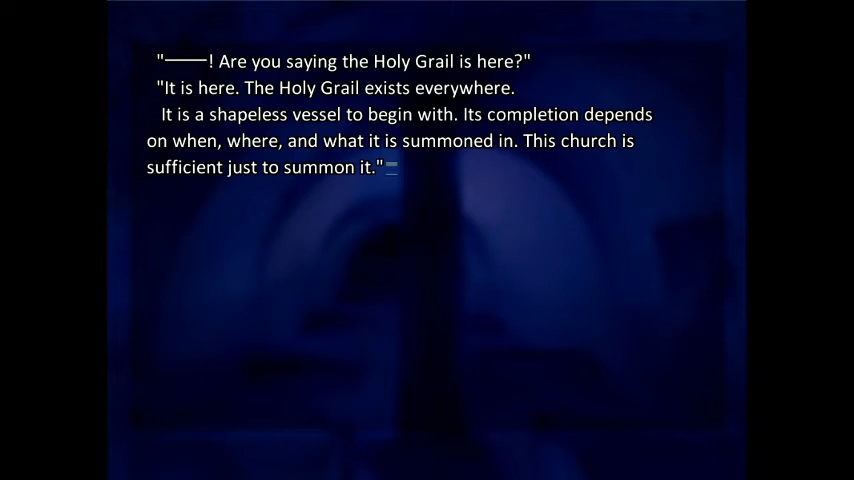 "———! Are you saying the Holy Grail is here?"
"It is here. The Holy Grail exists everywhere.
It is a shapeless vessel to begin with. Its completion depends
on when, where, and what it is summoned in. This church is
sufficient just to summon it."